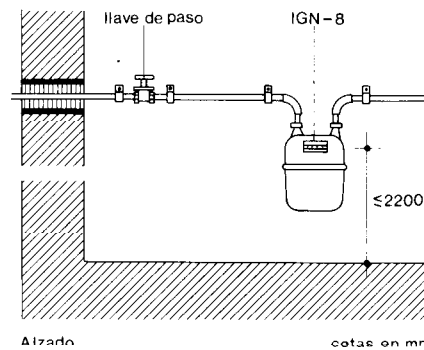 llave de paso
IGN-8
≤2200
Alzado
cotas en mm